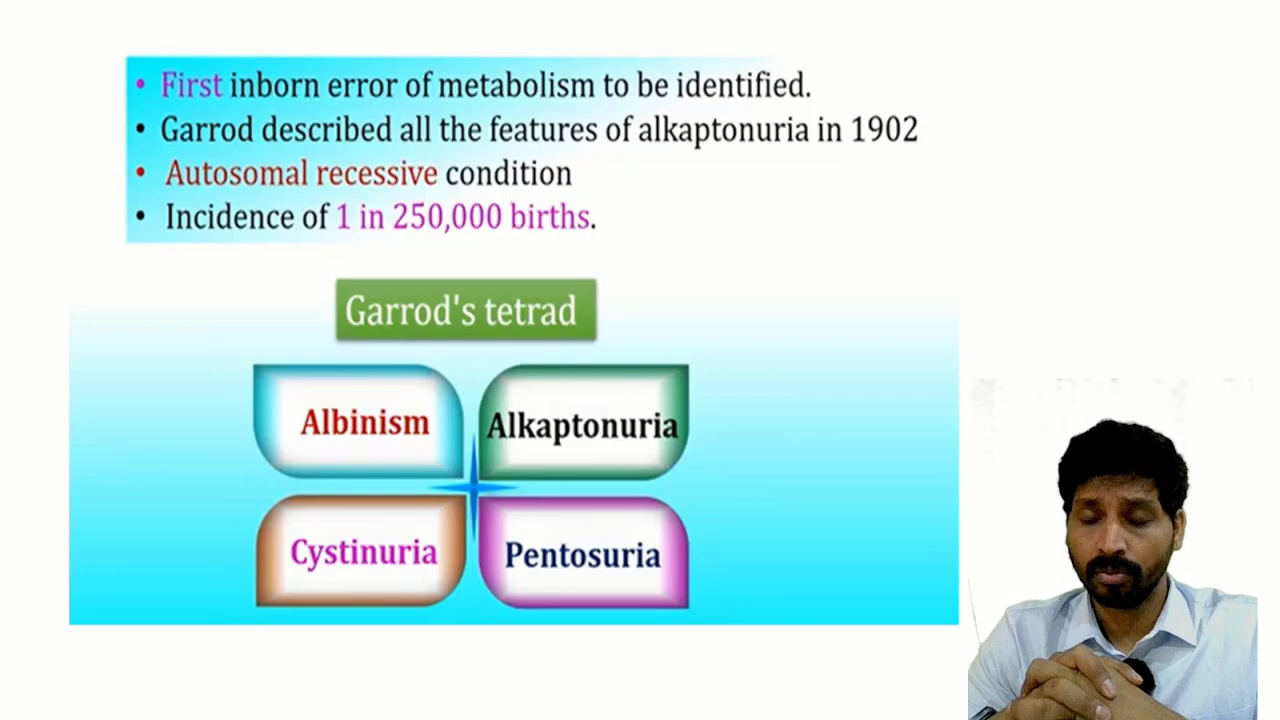 • First inborn error of metabolism to be identified.
• Garrod described all the features of alkaptonuria in 1902
• Autosomal recessive condition
• Incidence of 1 in 250,000 births.
Garrod's tetrad
Albinism
Alkaptonuria
Cystinuria
Pentosuria